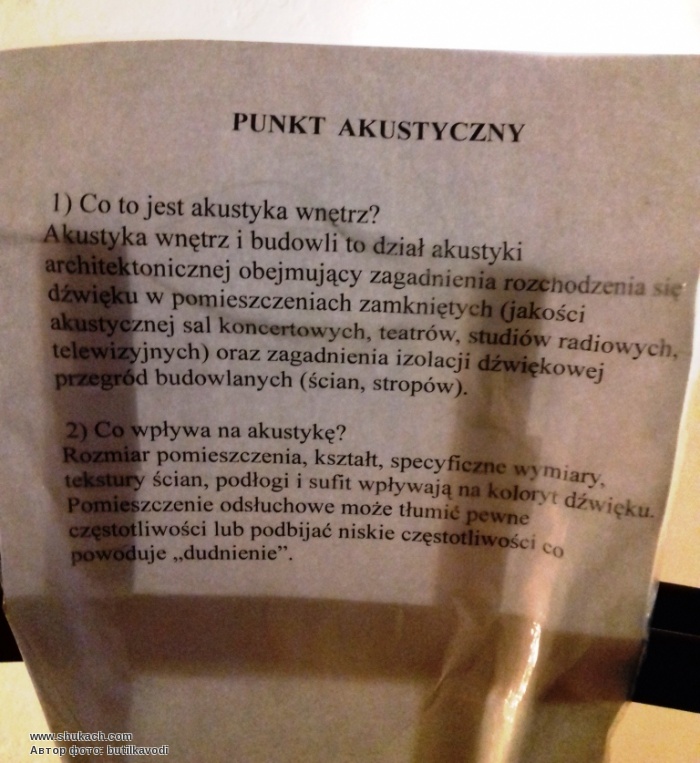 PUNKT AKUSTYCZNY
1) Co to jest akustyka wnętrz?
Akustyka wnętrz i budowli to dział akustyki
architektonicznej obejmujący zagadnienia rozchodzenia się
dźwięku w pomieszczeniach zamkniętych (jakości
akustycznej sal koncertowych, teatrów, studiów radiowych,
telewizyjnych) oraz zagadnienia izolacji dźwiękowej
przegród budowlanych (ścian, stropów).
2) Co wpływa na akustykę?
Rozmiar pomieszczenia, kształt, specyficzne wymiary,
tekstury ścian, podłogi i sufit wpływają na koloryt dźwięku.
Pomieszczenie odsłuchowe może tłumić pewne
częstotliwości lub podbijać niskie częstotliwości co
powoduje „dudnienie”.
www.shukach.com
Автор фото: butilkavodi